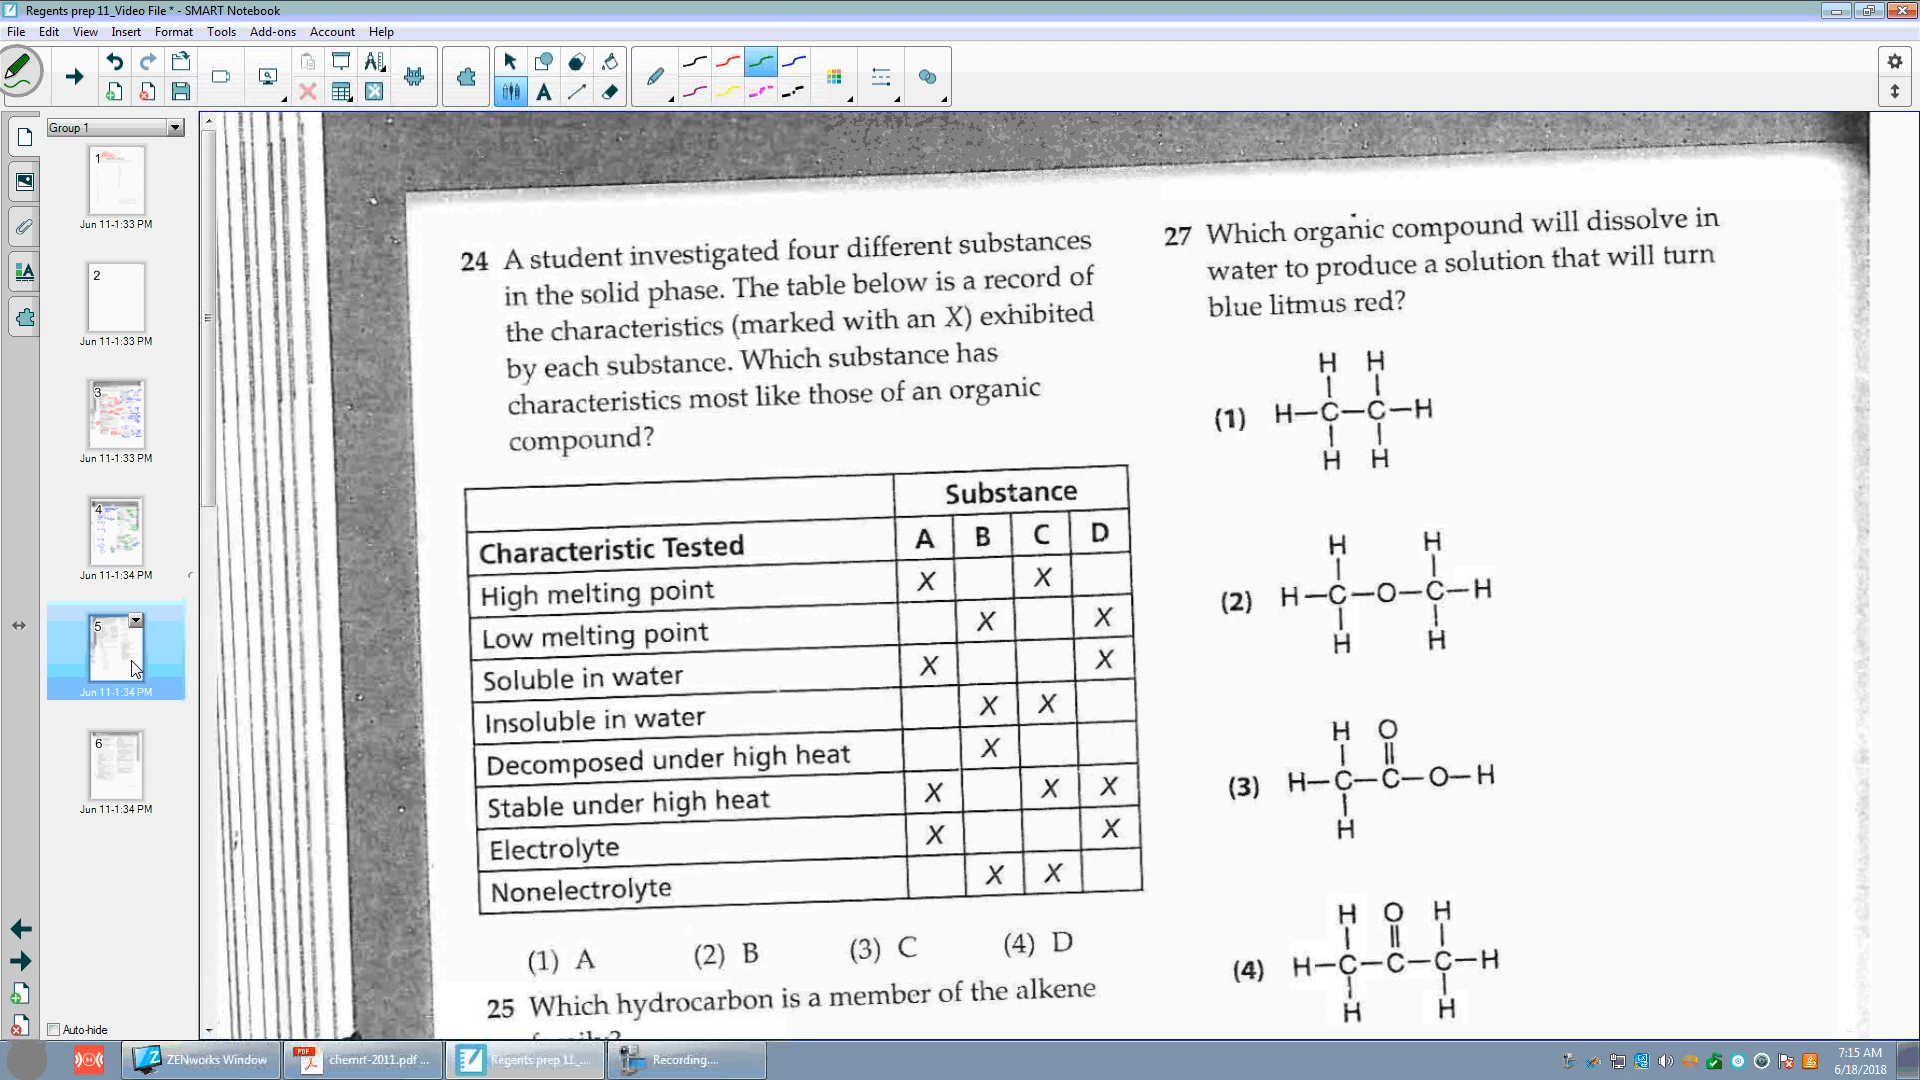 Regents prep 11_Video File * - SMART Notebook
File Edit View Insert Format Tools Add-ons Account Help
Group 1
1
Jun 11-1:33 PM
2
Jun 11-1:33 PM
3
Jun 11-1:33 PM
4
Jun 11-1:34 PM
5
Jun 11-1:34 PM
6
Jun 11-1:34 PM
Auto-hide
24 A student investigated four different substances
in the solid phase. The table below is a record of
the characteristics (marked with an X) exhibited
by each substance. Which substance has
characteristics most like those of an organic
compound?
Substance
Characteristic Tested A B C D
High melting point X X
Low melting point X X
Soluble in water X X
Insoluble in water X X
Decomposed under high heat X
Stable under high heat X X X
Electrolyte X X
Nonelectrolyte X X
(1) A (2) B (3) C (4) D
25 Which hydrocarbon is a member of the alkene
27 Which organic compound will dissolve in
water to produce a solution that will turn
blue litmus red?
H H
(1) H-C-C-H
H H
H H
(2) H-C-O-C-H
H H
H O
(3) H-C-C-O-H
H
H O H
(4) H-C-C-C-H
H H
ZENworks Window
chemrf-2011.pdf ...
Regents prep 11_...
Recording....
7:15 AM
6/18/2018